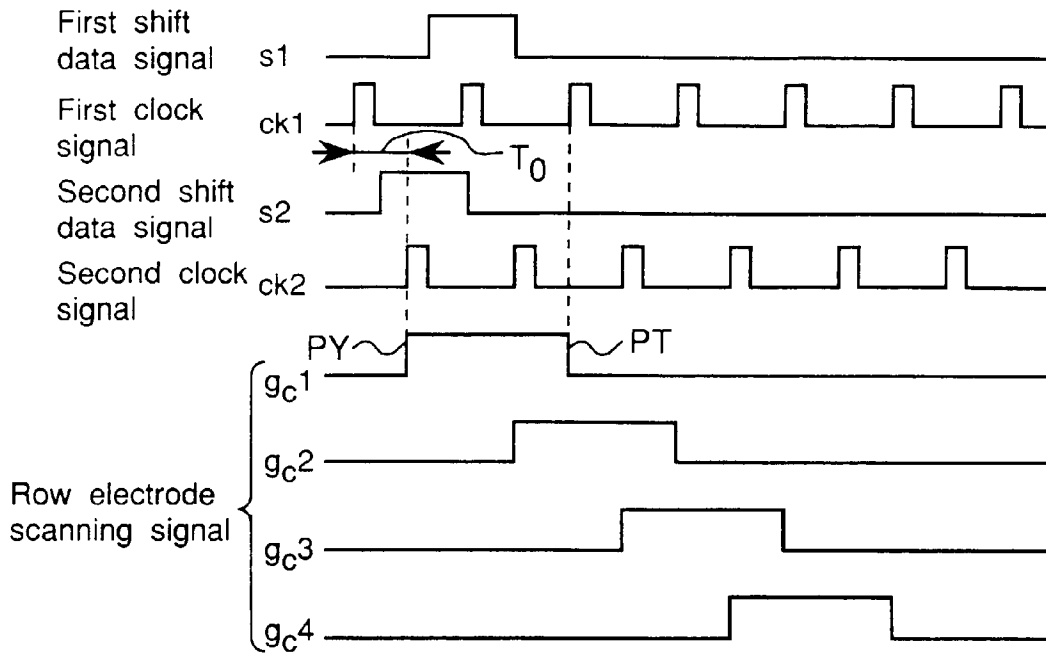 First shift
data signal s1
First clock
signal ck1
T0
Second shift
data signal s2
Second clock
signal ck2
PY PT
gc1
gc2
Row electrode
scanning signal
gc3
gc4